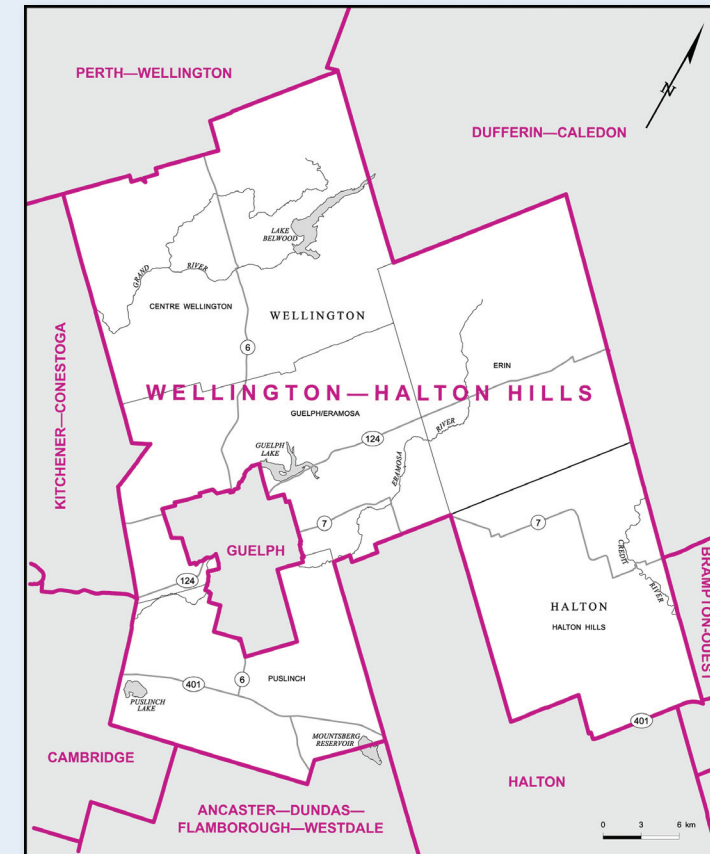 PERTH—WELLINGTON
N
DUFFERIN—CALEDON
LAKE
BELWOOD
GRAND
RIVER
CENTRE WELLINGTON
WELLINGTON
6
KITCHENER—CONESTOGA
ERIN
WELLINGTON—HALTON HILLS
GUELPH/ERAMOSA
124
RIVER
GUELPH
LAKE
ERAMOSA
7
7
GUELPH
CREDIT
RIVER
BRAMPTON-OUEST
124
HALTON
HALTON HILLS
PUSLINCH
6
401
PUSLINCH
LAKE
401
MOUNTSBERG
RESERVOIR
CAMBRIDGE
HALTON
ANCASTER—DUNDAS—
FLAMBOROUGH—WESTDALE
0 3 6 km